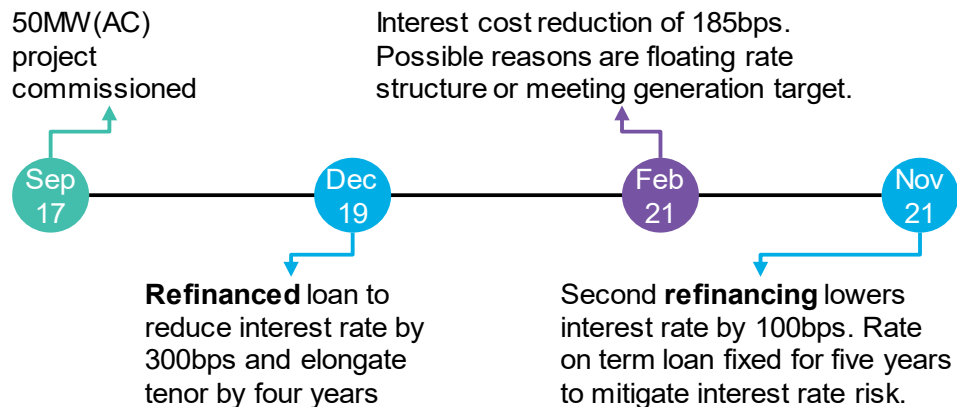 50MW(AC)
project
commissioned
Interest cost reduction of 185bps.
Possible reasons are floating rate
structure or meeting generation target.
Sep
17
Dec
19
Feb
21
Nov
21
Refinanced loan to
reduce interest rate by
300bps and elongate
tenor by four years
Second refinancing lowers
interest rate by 100bps. Rate
on term loan fixed for five years
to mitigate interest rate risk.